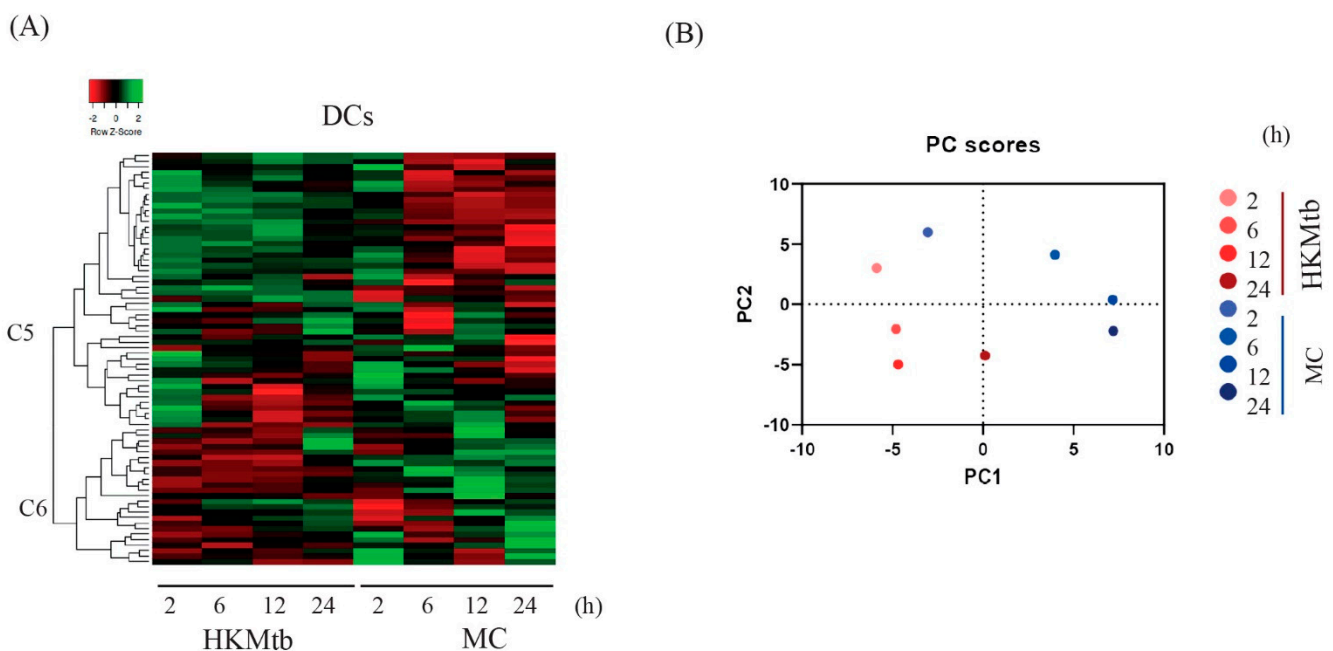 (A)
-2 0 2
Row Z-Score
DCs
C5
C6
2 6 12 24 2 6 12 24 (h)
HKMtb MC
(B)
(h)
PC scores
10
5
0
-5
-10
PC2
-10 -5 0 5 10
PC1
2
6
12
24
HKMtb
2
6
12
24
MC